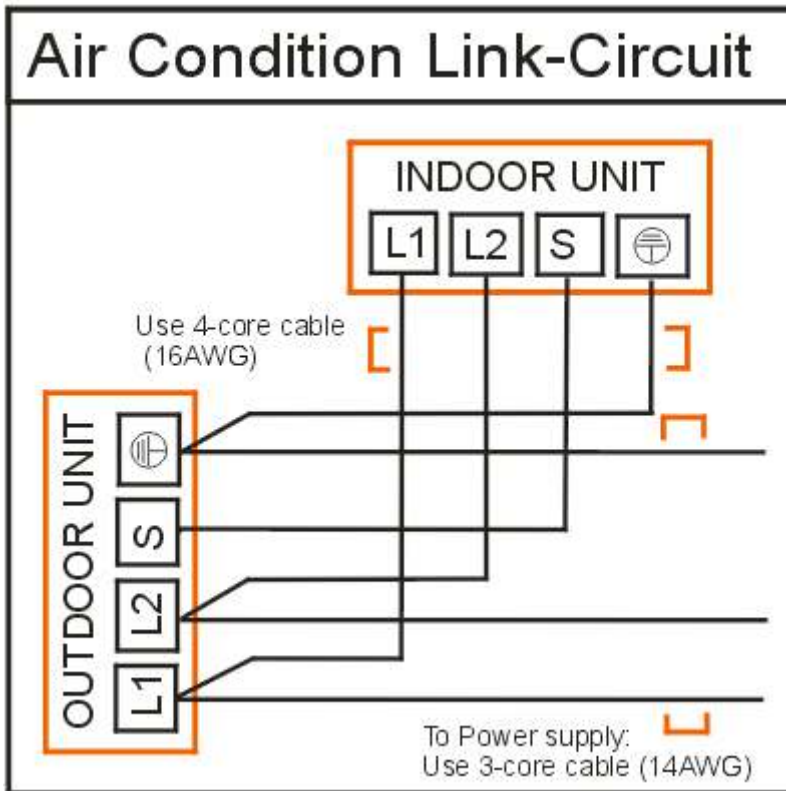 Air Condition Link-Circuit
INDOOR UNIT
L1 L2 S
Use 4-core cable
(16AWG)
OUTDOOR UNIT
S
L2
L1
To Power supply:
Use 3-core cable (14AWG)